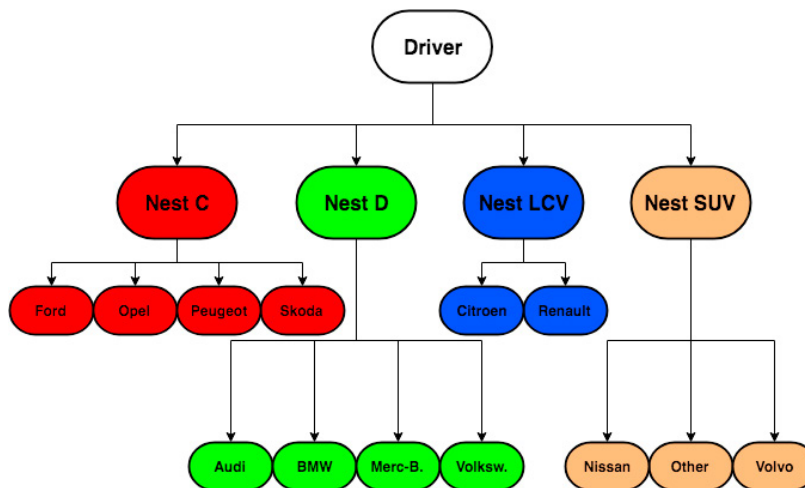 Driver
Nest C
Nest D
Nest LCV
Nest SUV
Ford
Opel
Peugeot
Skoda
Citroen
Renault
Audi
BMW
Merc-B.
Volksw.
Nissan
Other
Volvo